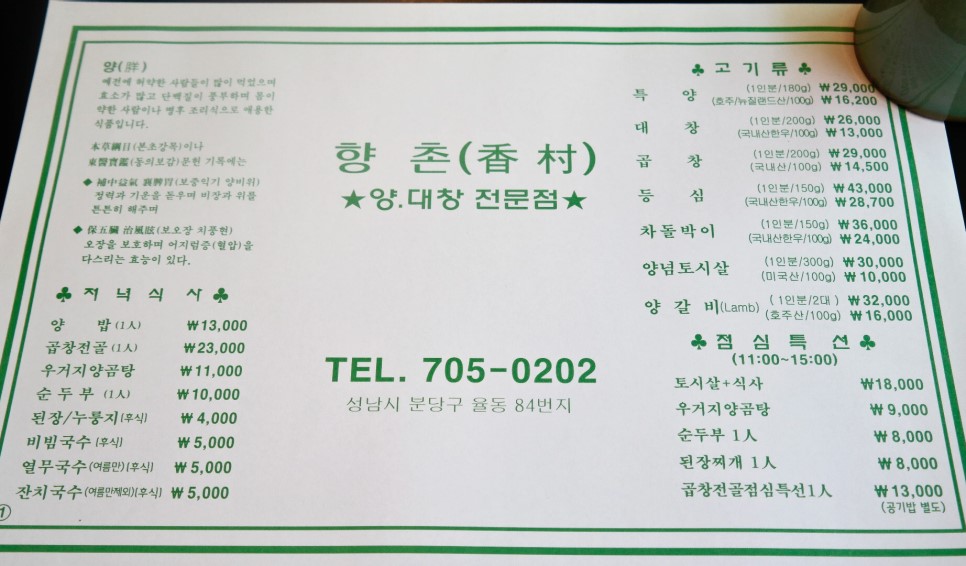 양(羘)
예전에 허약한 사람들이 많이 먹었으며
효소가 많고 단백질이 풍부하며 몸이
약한 사람이나 병후 조리식으로 애용한
식품입니다.
本草綱目(본초강목)이나
東醫寶鑑(동의보감)문헌 기록에는
◆ 補中益氣 襄脾胃(보중익기 양비위)
정력과 기운을 돋우며 비장과 위를
튼튼히 해주며
◆ 保五臟 治風眩(보오장 치풍현)
오장을 보호하며 어지럼증(혈압)을
다스리는 효능이 있다.
♣ 저 녁 식 사 ♣
양 밥 (1人) ₩13,000
곱창전골 (1人) ₩23,000
우거지양곰탕 ₩11,000
순 두 부 (1人) ₩10,000
된장/누룽지(후식) ₩4,000
비빔국수(후식) ₩5,000
열무국수(여름만)(후식) ₩5,000
잔치국수(여름만제외)(후식) ₩5,000
①
향 촌(香 村)
★양.대창 전문점★
TEL. 705-0202
성남시 분당구 율동 84번지
♣ 고 기 류 ♣
특 양 (1인분/180g) ₩29,000
(호주/뉴질랜드산/100g) ₩16,200
대 창 (1인분/200g) ₩26,000
(국내산한우/100g) ₩13,000
곱 창 (1인분/200g) ₩29,000
(국내산/100g) ₩14,500
등 심 (1인분/150g) ₩43,000
(국내산한우/100g) ₩28,700
차돌박이 (1인분/150g) ₩36,000
(국내산한우/100g) ₩24,000
양념토시살 (1인분/300g) ₩30,000
(미국산/100g) ₩10,000
양 갈 비(Lamb) (1인분/2대) ₩32,000
(호주산/100g) ₩16,000
♣ 점 심 특 선 ♣
(11:00~15:00)
토시살+식사 ₩18,000
우거지양곰탕 ₩9,000
순두부 1人 ₩8,000
된장찌개 1人 ₩8,000
곱창전골점심특선1人 ₩13,000
(공기밥 별도)